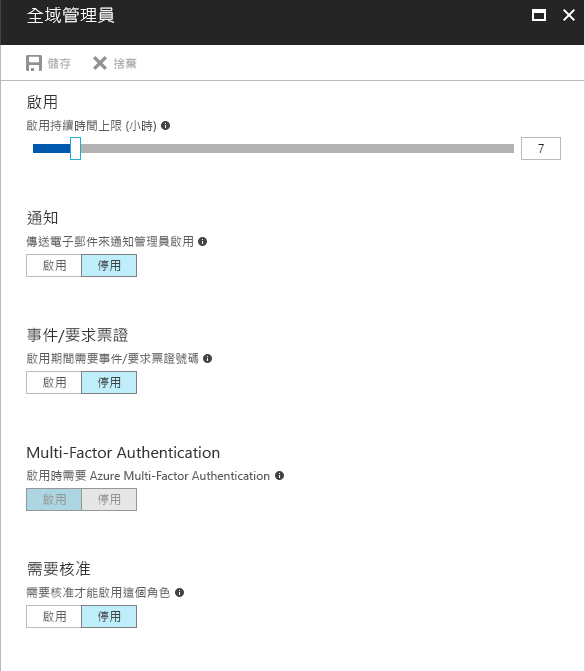 全域管理員
儲存 捨棄
啟用
啟用持續時間上限 (小時)
7
通知
傳送電子郵件來通知管理員啟用
啟用 停用
事件/要求票證
啟用期間需要事件/要求票證號碼
啟用 停用
Multi-Factor Authentication
啟用時需要 Azure Multi-Factor Authentication
啟用 停用
需要核准
需要核准才能啟用這個角色
啟用 停用